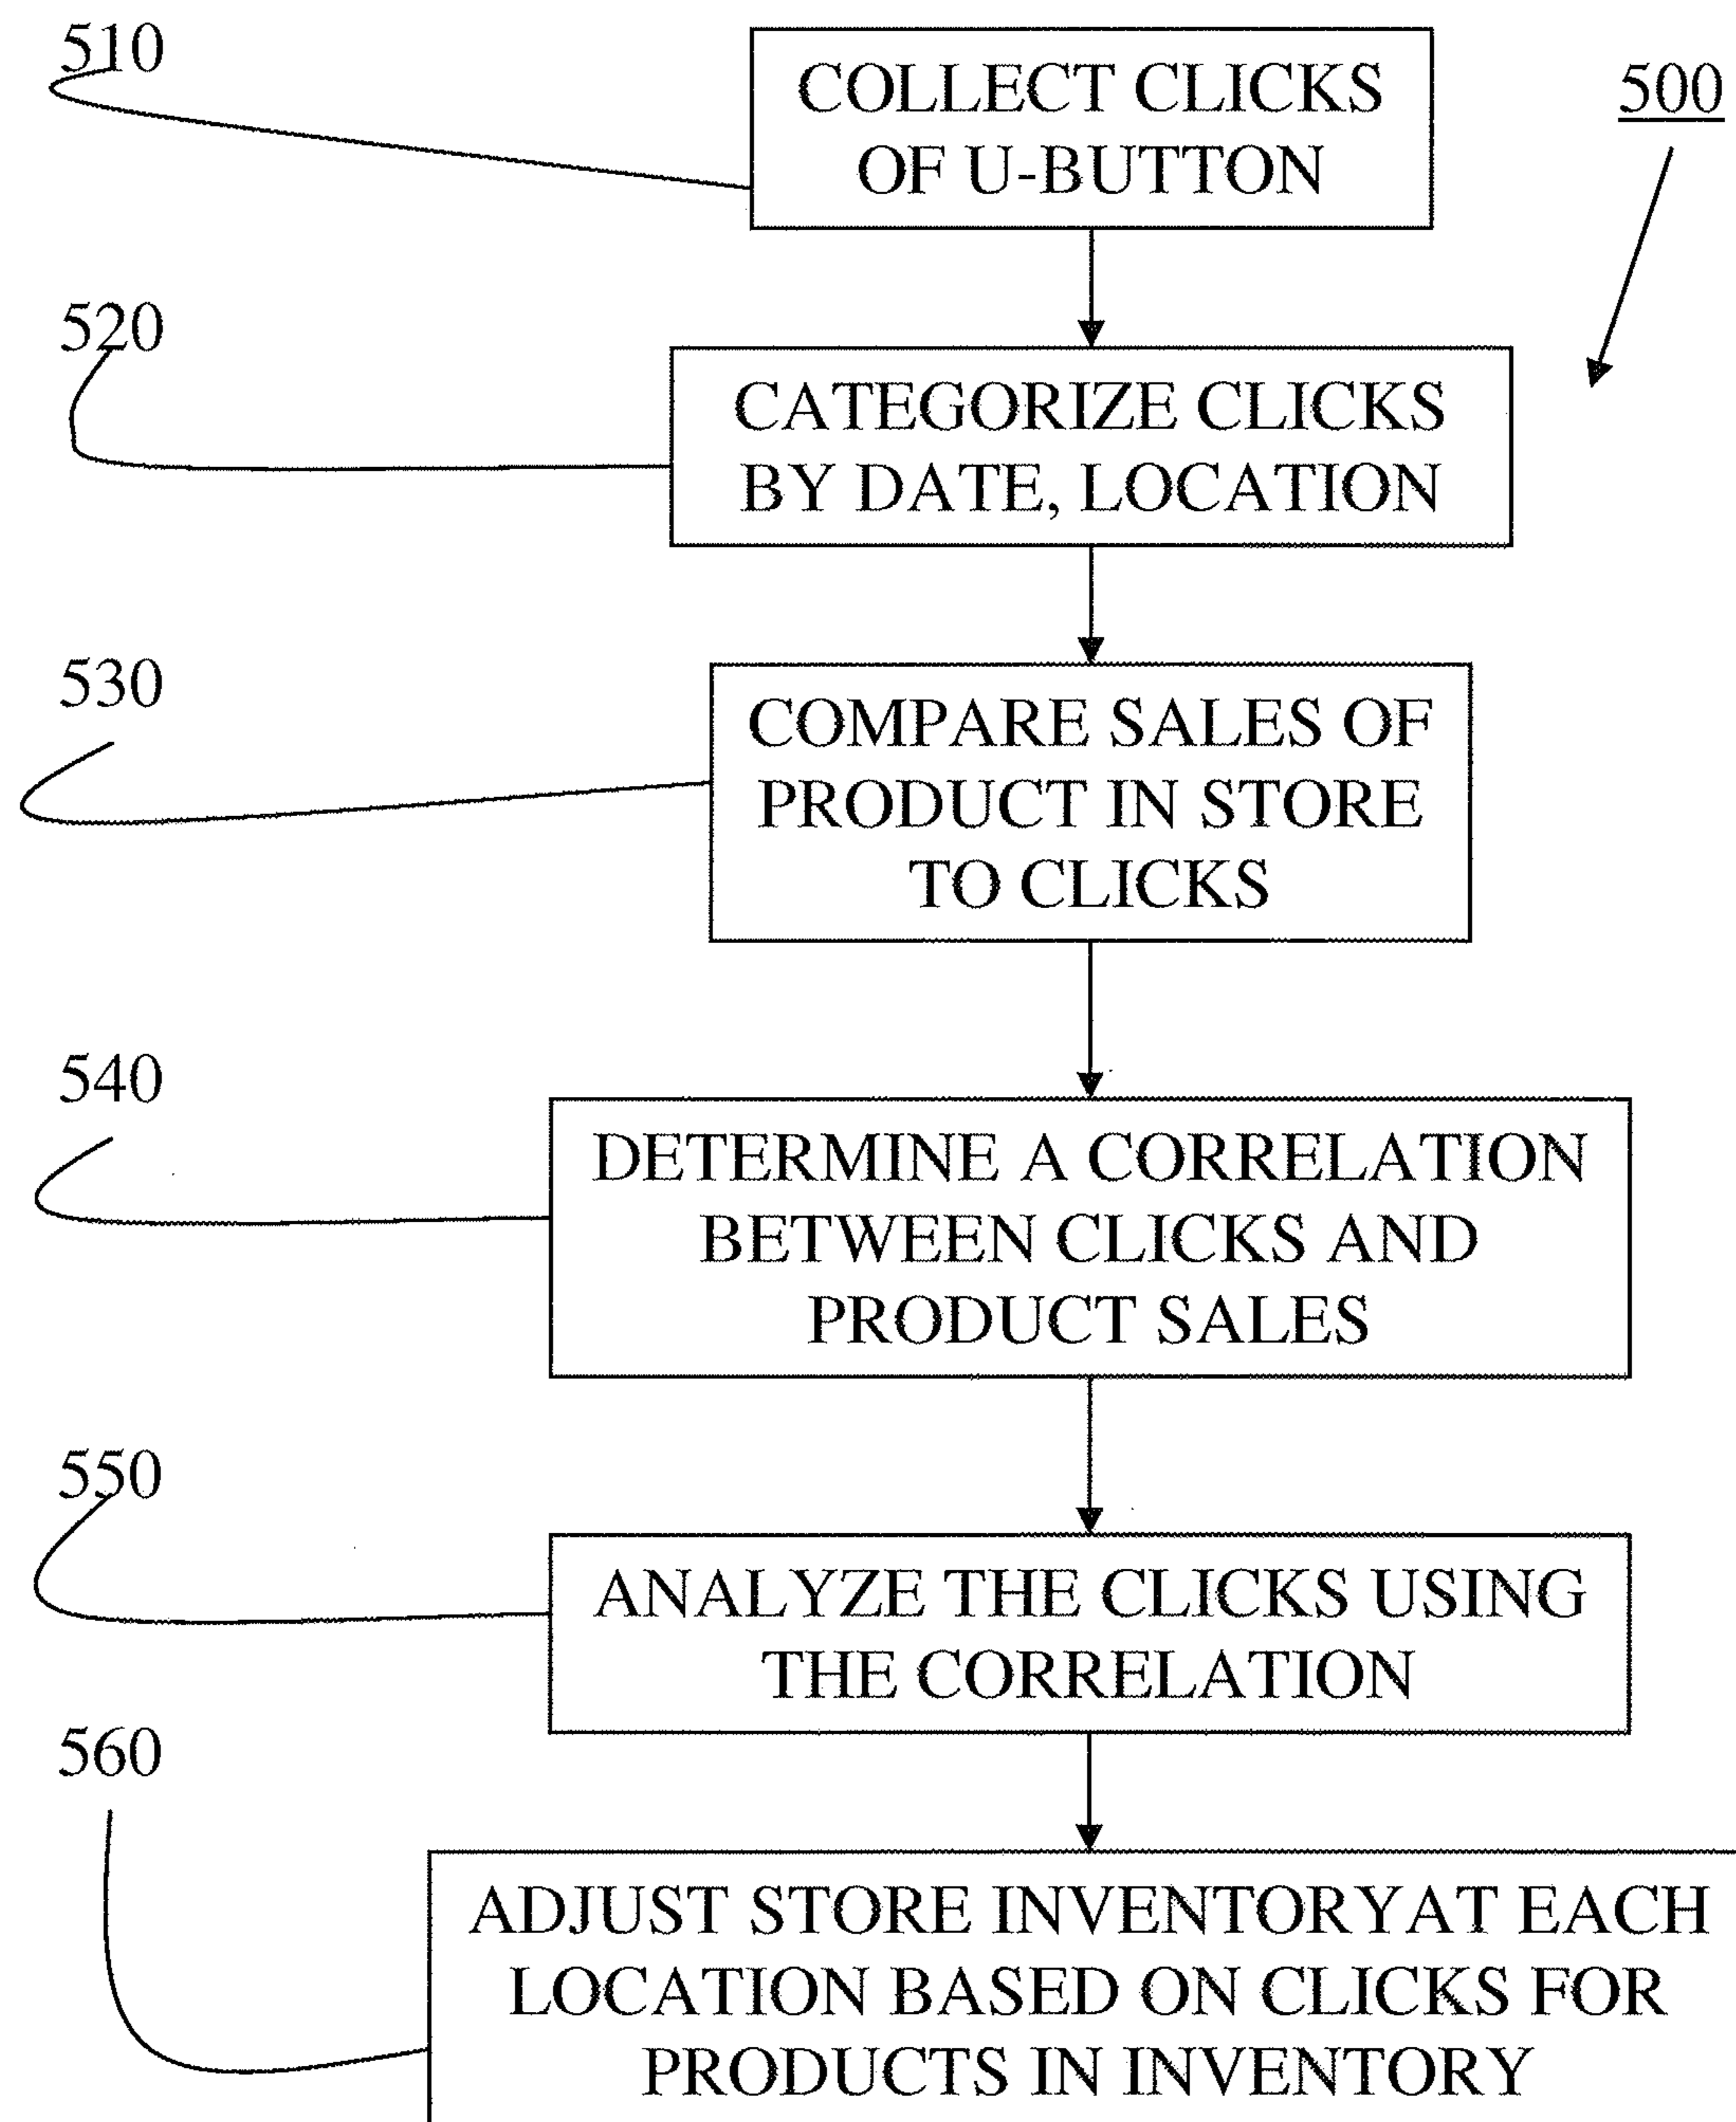 510
COLLECT CLICKS
OF U-BUTTON
500
520
CATEGORIZE CLICKS
BY DATE, LOCATION
530
COMPARE SALES OF
PRODUCT IN STORE
TO CLICKS
540
DETERMINE A CORRELATION
BETWEEN CLICKS AND
PRODUCT SALES
550
ANALYZE THE CLICKS USING
THE CORRELATION
560
ADJUST STORE INVENTORYAT EACH
LOCATION BASED ON CLICKS FOR
PRODUCTS IN INVENTORY